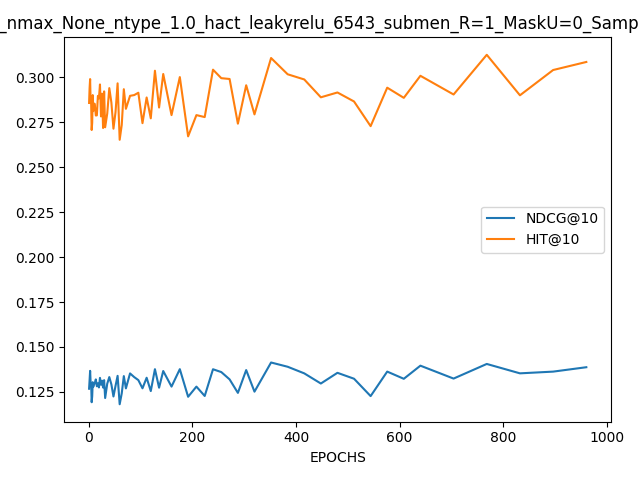 _nmax_None_ntype_1.0_hact_leakyrelu_6543_submen_R=1_MaskU=0_Samp
0.300
0.275
0.250
0.225
0.200
0.175
0.150
0.125
NDCG@10
HIT@10
0 200 400 600 800 1000
EPOCHS